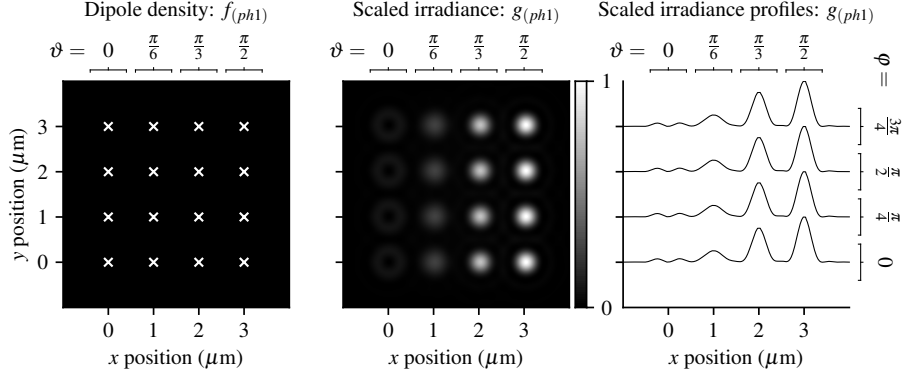 Dipole density: f(ph1)
ϑ = 0 π/6 π/3 π/2
y position (μm)
3
2
1
0
0 1 2 3
x position (μm)
Scaled irradiance: g(ph1)
ϑ = 0 π/6 π/3 π/2
0 1 2 3
x position (μm)
1
0
Scaled irradiance profiles: g(ph1)
ϑ = 0 π/6 π/3 π/2
φ =
3π/4
π/2
π/4
0
0 1 2 3
x position (μm)